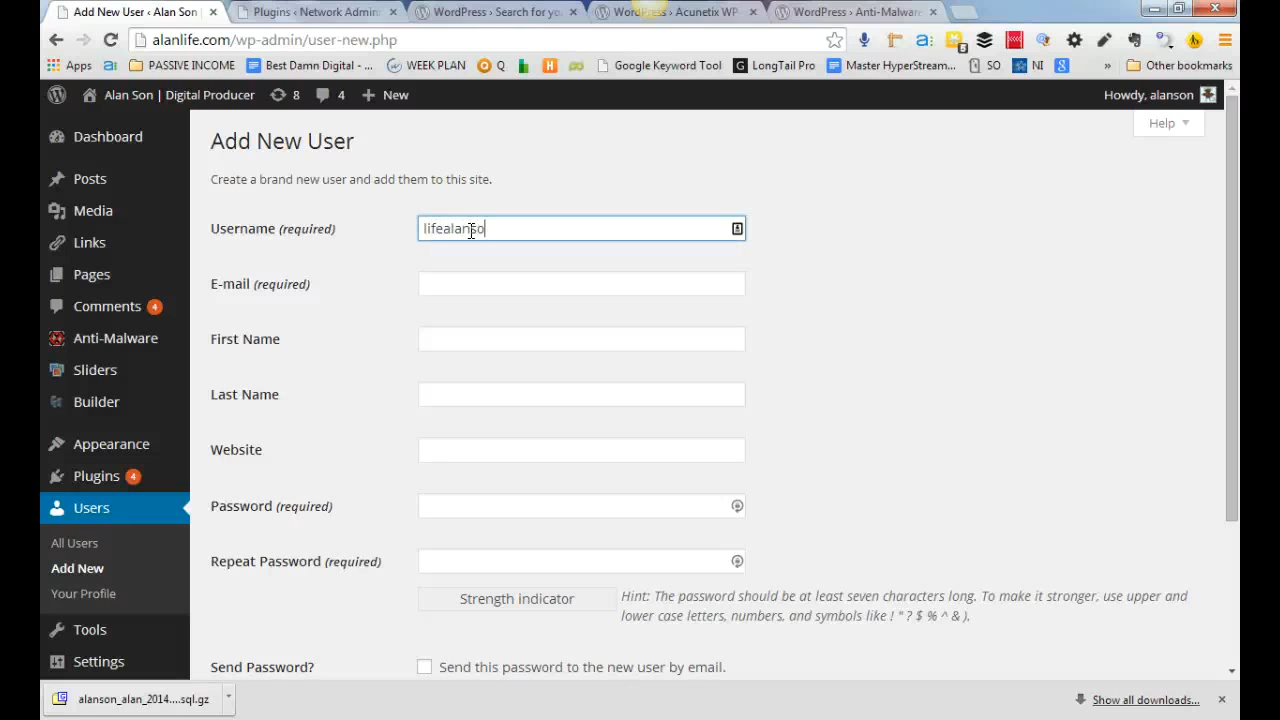 Add New User ‹ Alan Son | ×
Plugins ‹ Network Admin: ×
WordPress › Search for yo ×
WordPress › Acunetix WP ×
WordPress › Anti-Malware ×
alanlife.com/wp-admin/user-new.php
Apps
PASSIVE INCOME
Best Damn Digital - ...
WEEK PLAN
Q
Google Keyword Tool
LongTail Pro
Master HyperStream...
SO
NI
»
Other bookmarks
Alan Son | Digital Producer
8
4
+ New
Howdy, alanson
Help
Dashboard
Posts
Media
Links
Pages
Comments 4
Anti-Malware
Sliders
Builder
Appearance
Plugins 4
Users
All Users
Add New
Your Profile
Tools
Settings
Add New User
Create a brand new user and add them to this site.
Username (required)
lifealanso
E-mail (required)
First Name
Last Name
Website
Password (required)
Repeat Password (required)
Strength indicator
Hint: The password should be at least seven characters long. To make it stronger, use upper and
lower case letters, numbers, and symbols like ! " ? $ % ^ & ).
Send Password?
Send this password to the new user by email.
alanson_alan_2014....sql.gz
Show all downloads...